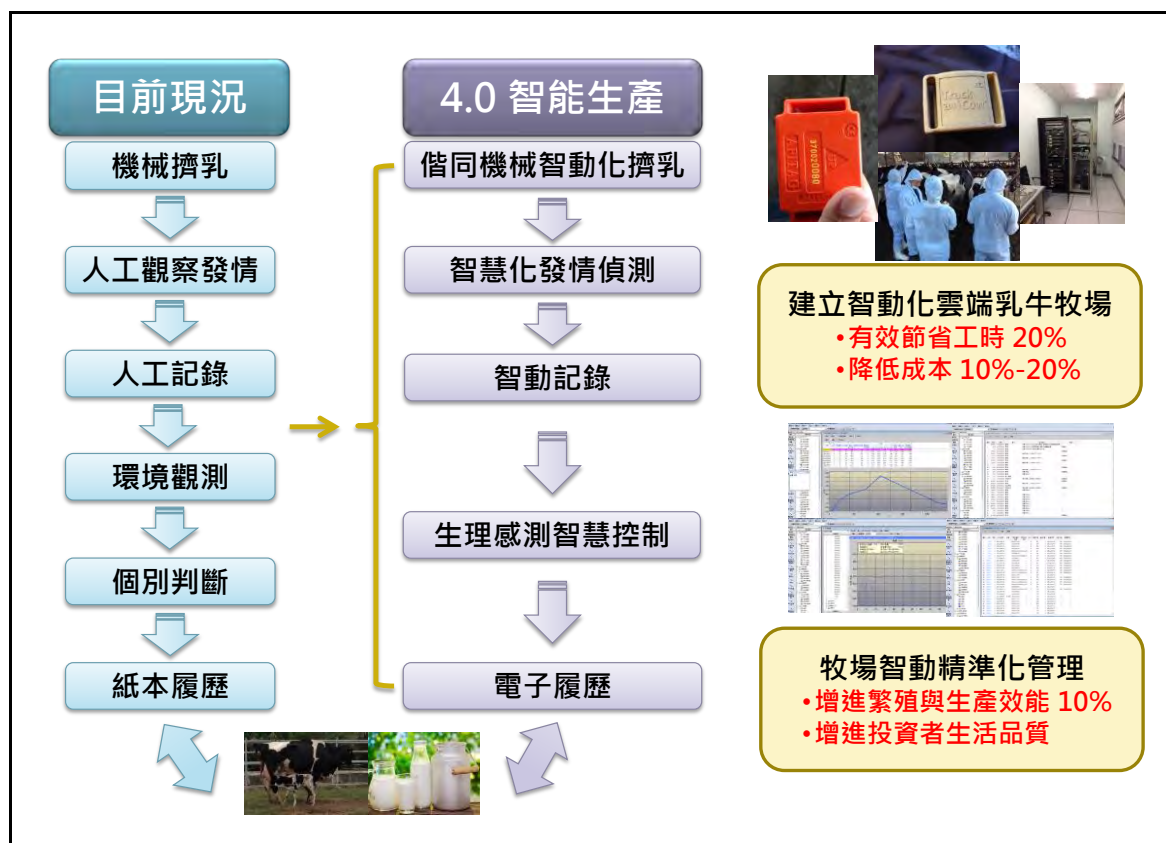 目前現況
機械擠乳
人工觀察發情
人工記錄
環境觀測
個別判斷
紙本履歷
4.0 智能生產
偕同機械智動化擠乳
智慧化發情偵測
智動記錄
生理感測智慧控制
電子履歷
370020080
Track
a Cow
建立智動化雲端乳牛牧場
•有效節省工時 20%
•降低成本 10%-20%
牧場智動精準化管理
•增進繁殖與生產效能 10%
•增進投資者生活品質